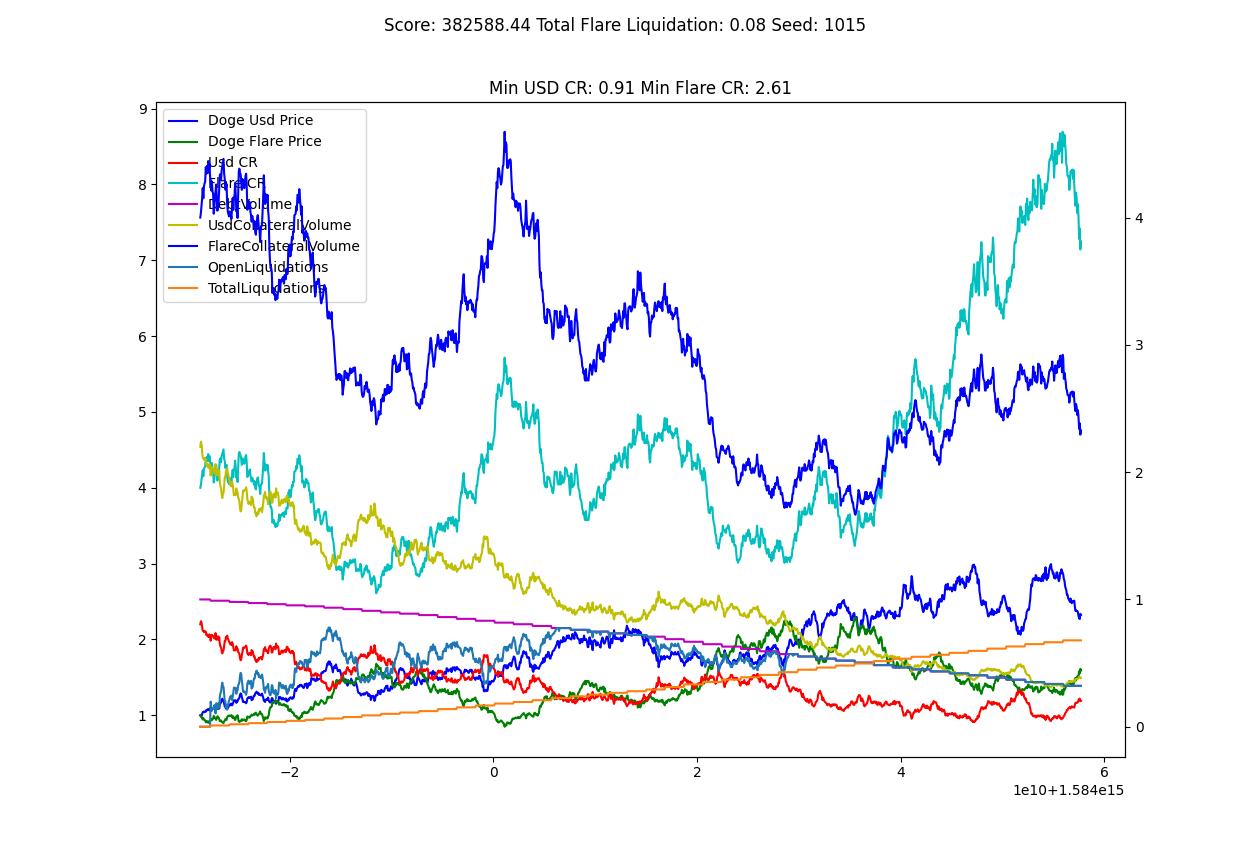 Score: 382588.44 Total Flare Liquidation: 0.08 Seed: 1015
Min USD CR: 0.91 Min Flare CR: 2.61
Doge Usd Price
Doge Flare Price
Usd CR
Flare CR
DebtVolume
UsdCollateralVolume
FlareCollateralVolume
OpenLiquidations
TotalLiquidations
9
8
7
6
5
4
3
2
1
4
3
2
1
0
−2
0
2
4
6
1e10+1.584e15